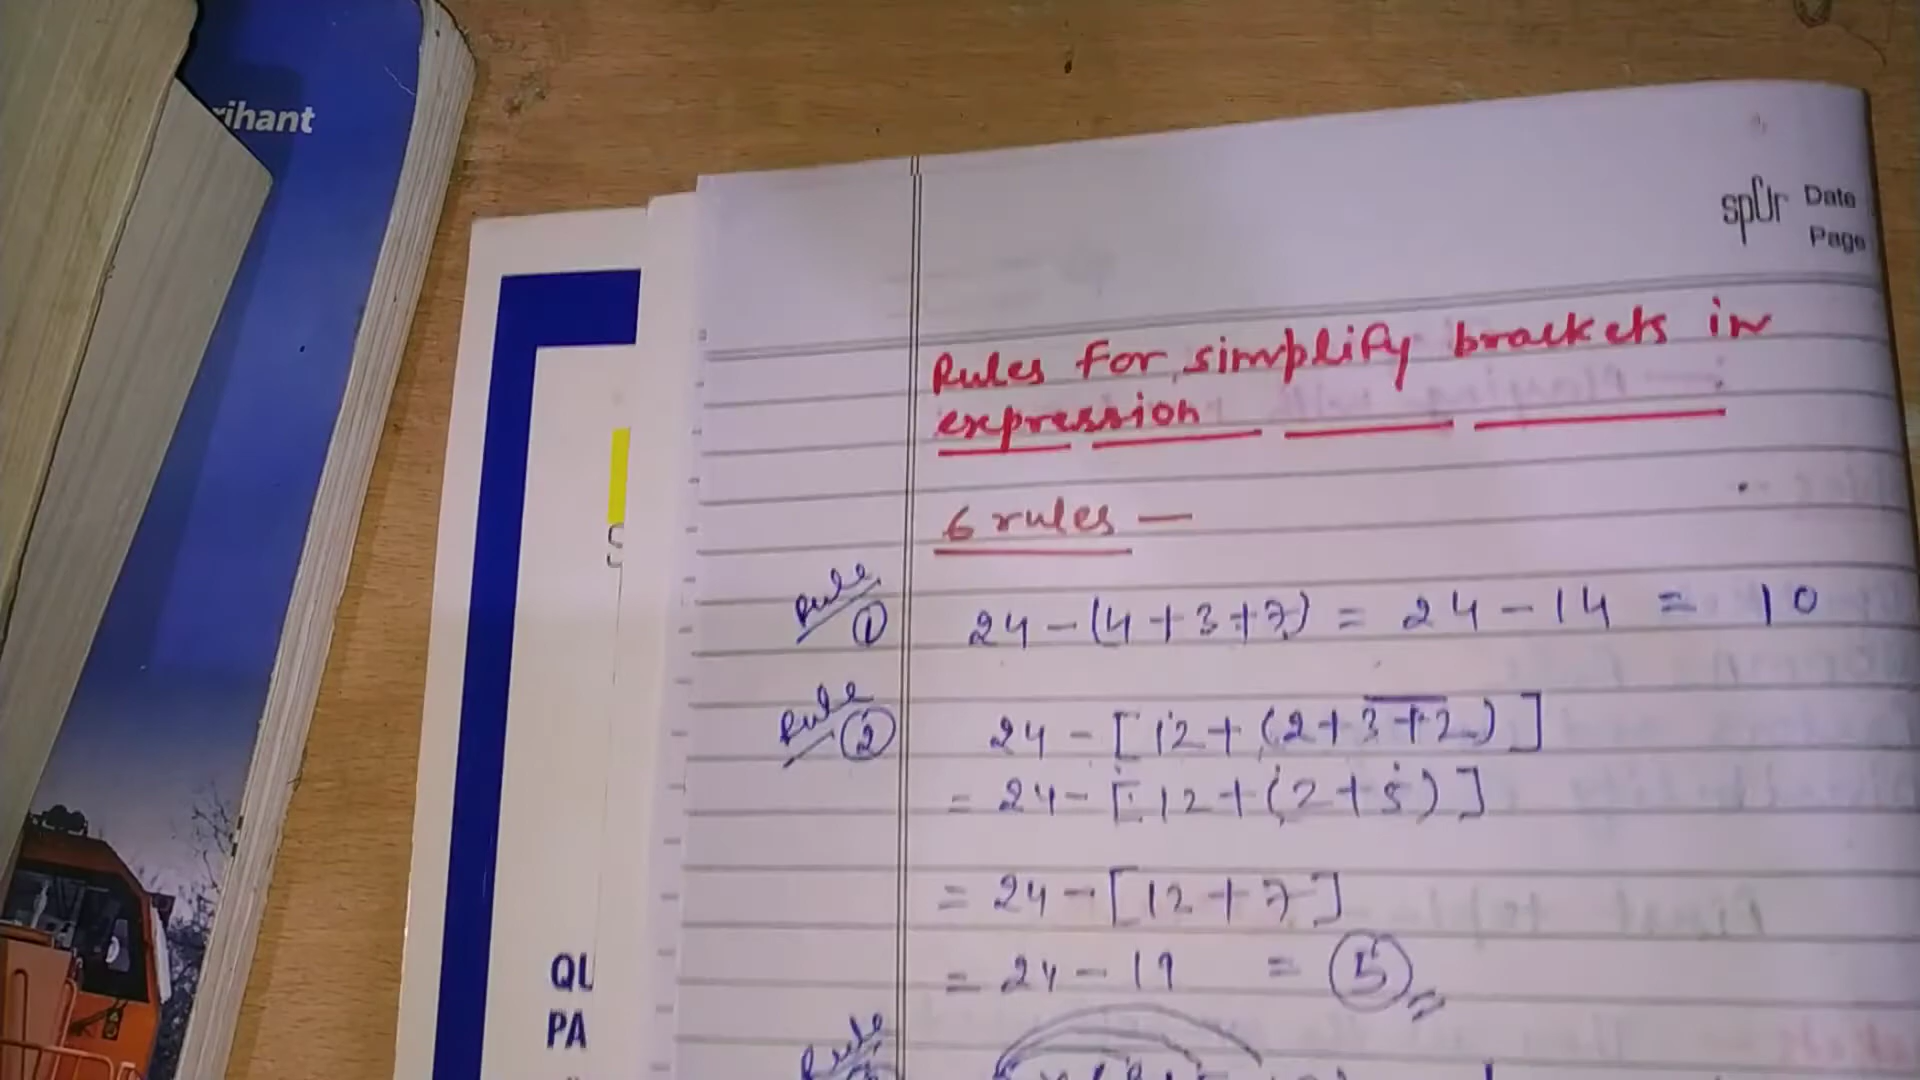 rihant
spUr Date
Page
QU
PA
Rules for simplify brackets in
expression
6 rules —
Rule ① 24 - (4 + 3 + 7) = 24 - 14 = 10
Rule ② 24 - [12 + (2 + 3̅ ̅+̅ ̅2̅)]
= 24 - [12 + (2 + 5)]
= 24 - [12 + 7]
= 24 - 19 = 5
Rule